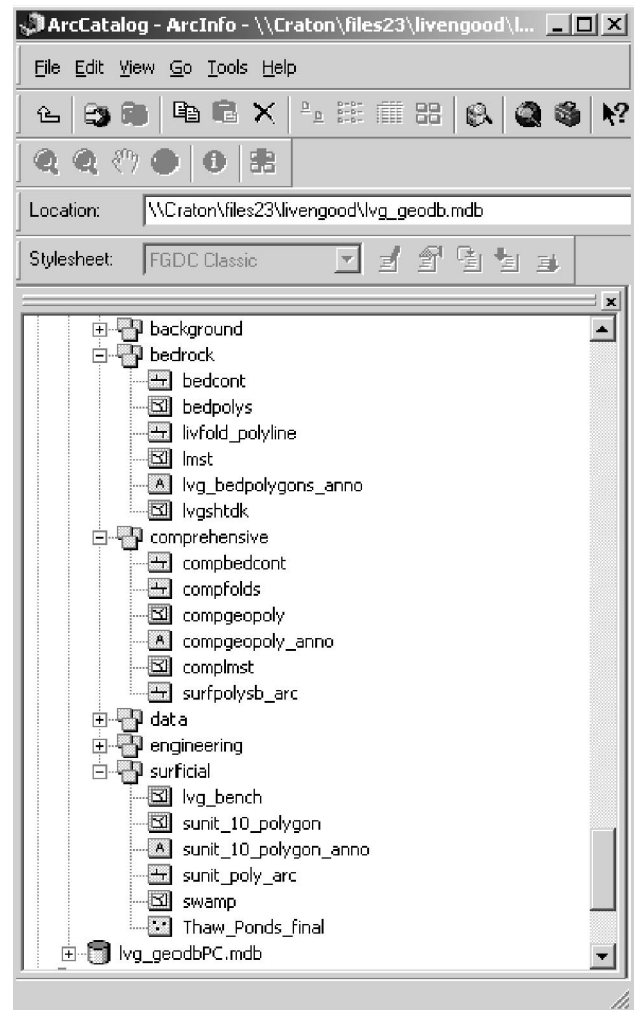 ArcCatalog - ArcInfo - \\Craton\files23\livengood\l...
File Edit View Go Tools Help
Location: \\Craton\files23\livengood\lvg_geodb.mdb
Stylesheet: FGDC Classic
background
bedrock
bedcont
bedpolys
livfold_polyline
lmst
A lvg_bedpolygons_anno
lvgshtdk
comprehensive
compbedcont
compfolds
compgeopoly
A compgeopoly_anno
complmst
surfpolysb_arc
data
engineering
surficial
lvg_bench
sunit_10_polygon
A sunit_10_polygon_anno
sunit_poly_arc
swamp
Thaw_Ponds_final
lvg_geodbPC.mdb